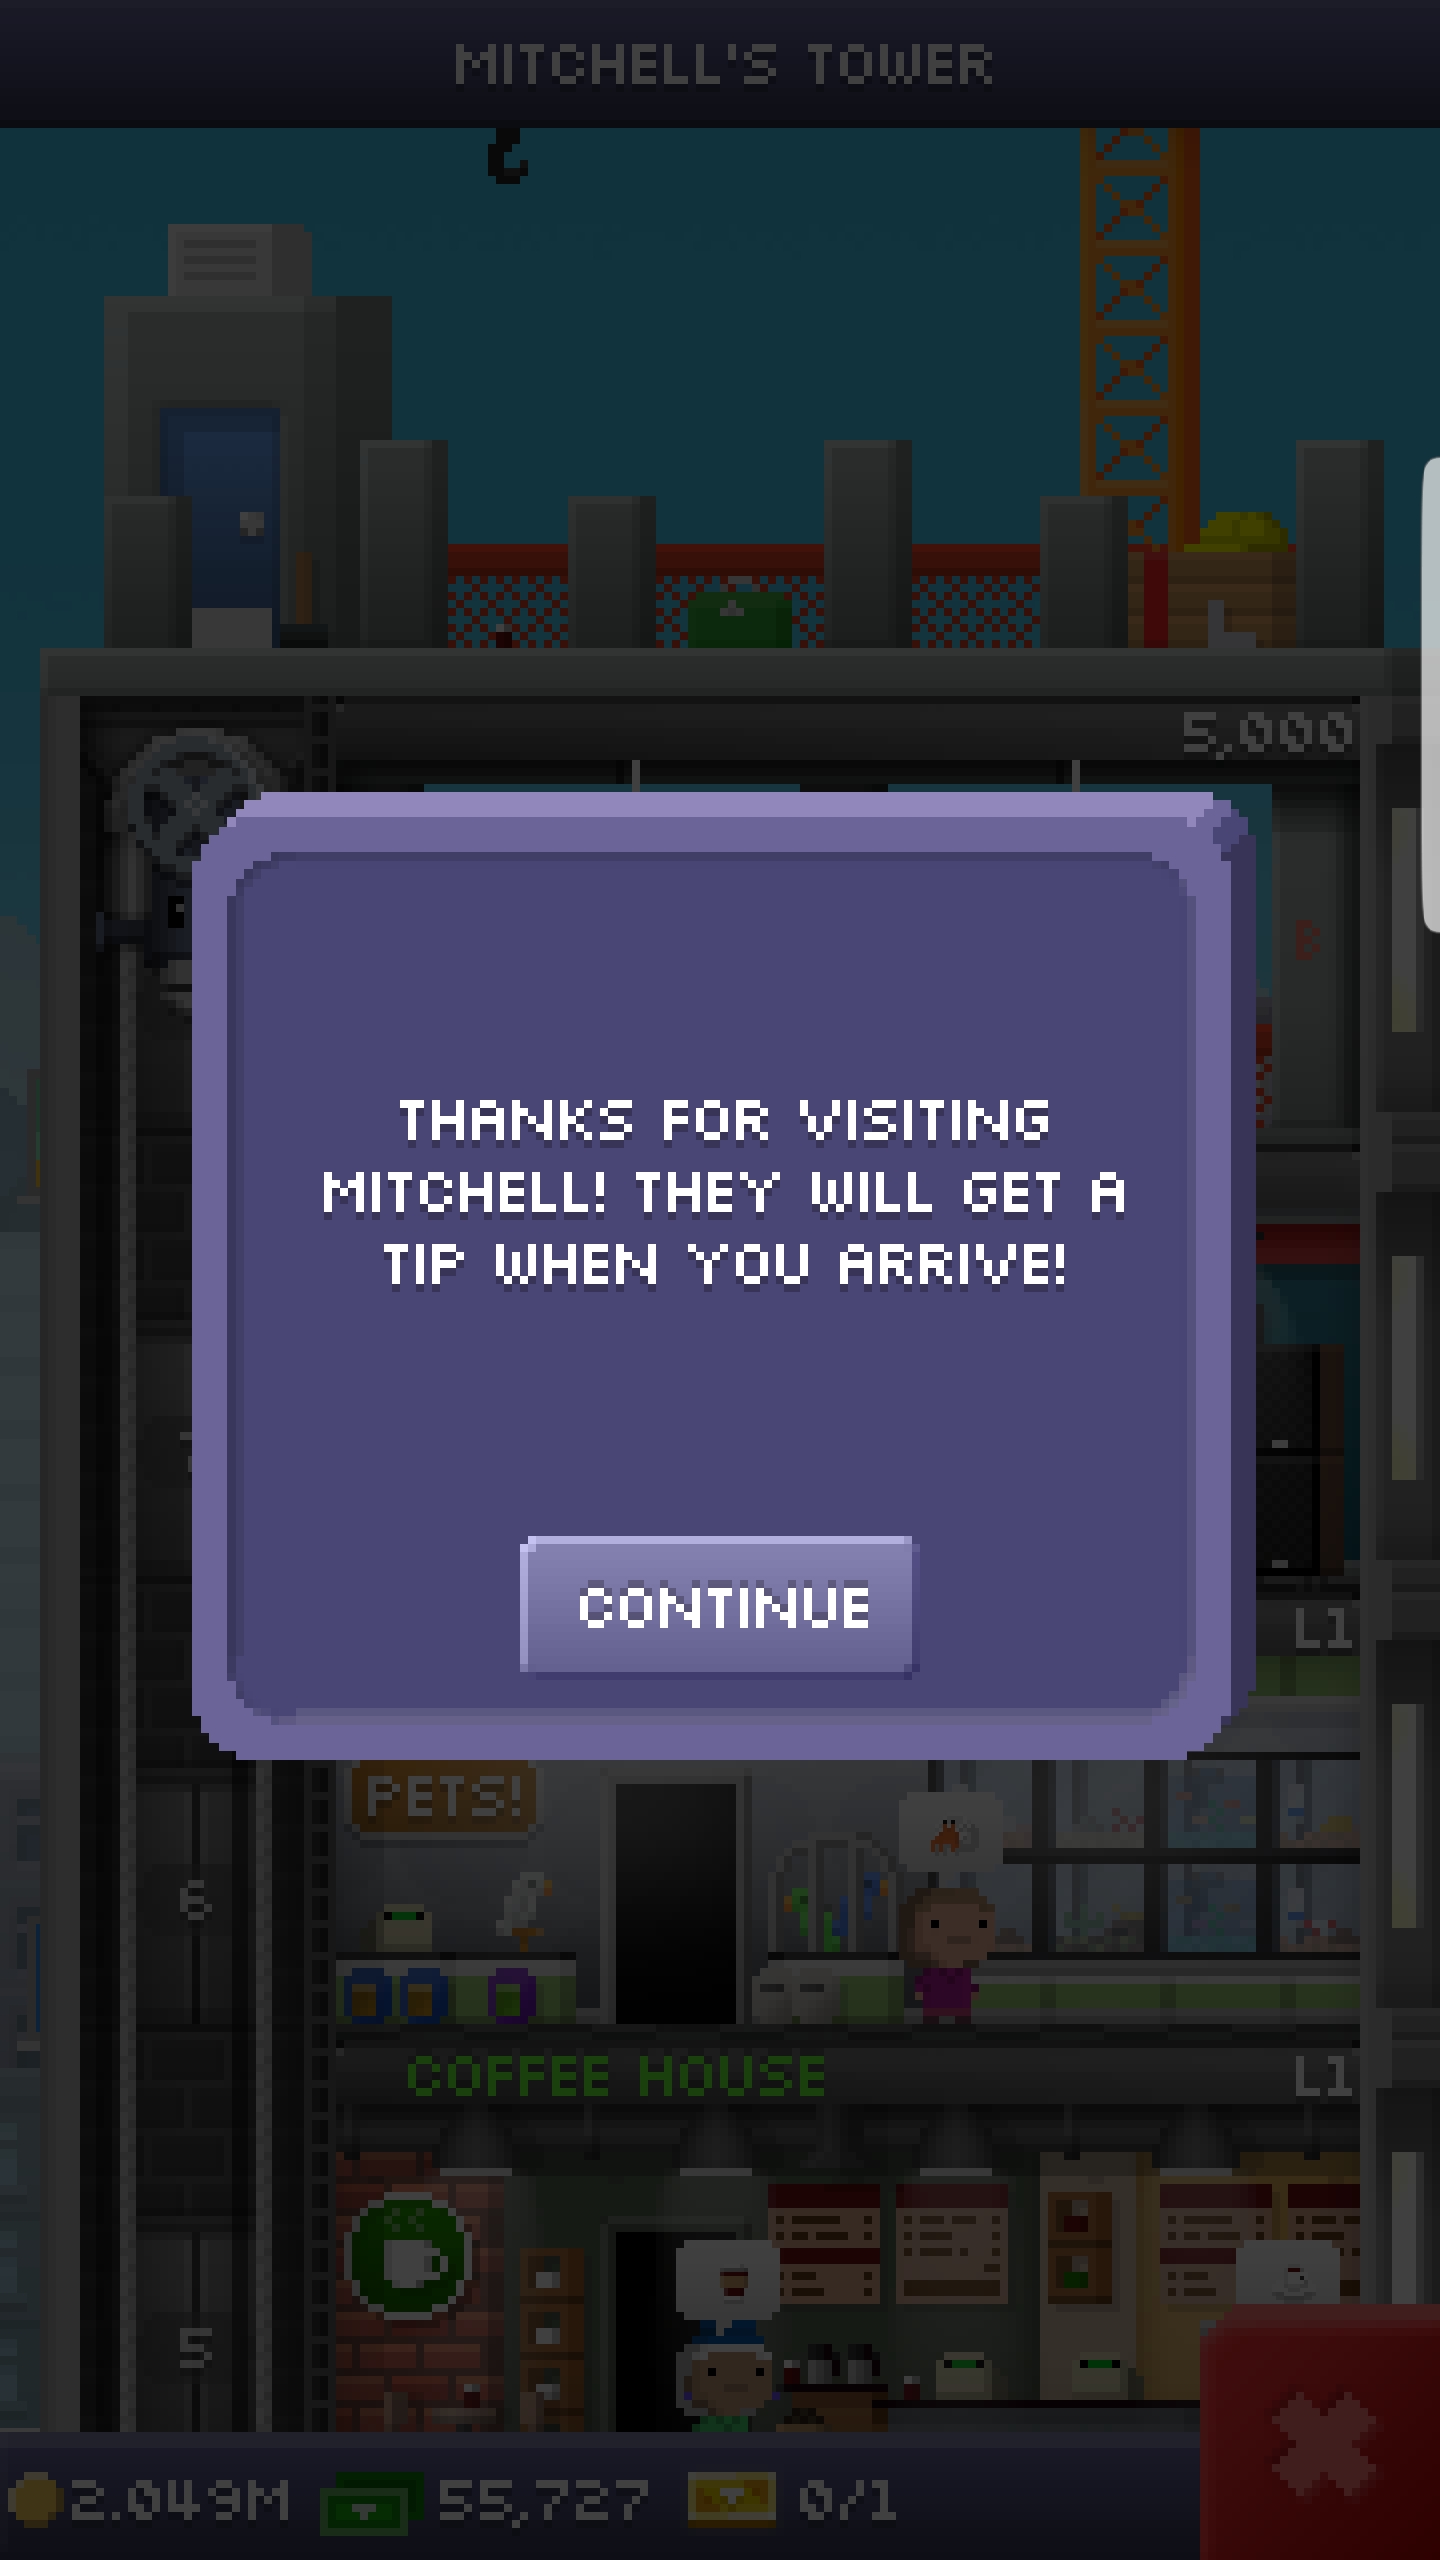 MITCHELL'S TOWER
5,000
B
THANKS FOR VISITING
MITCHELL! THEY WILL GET A
TIP WHEN YOU ARRIVE!
CONTINUE
L1
PETS!
6
COFFEE HOUSE L1
5
2.049M 55,727 0/1